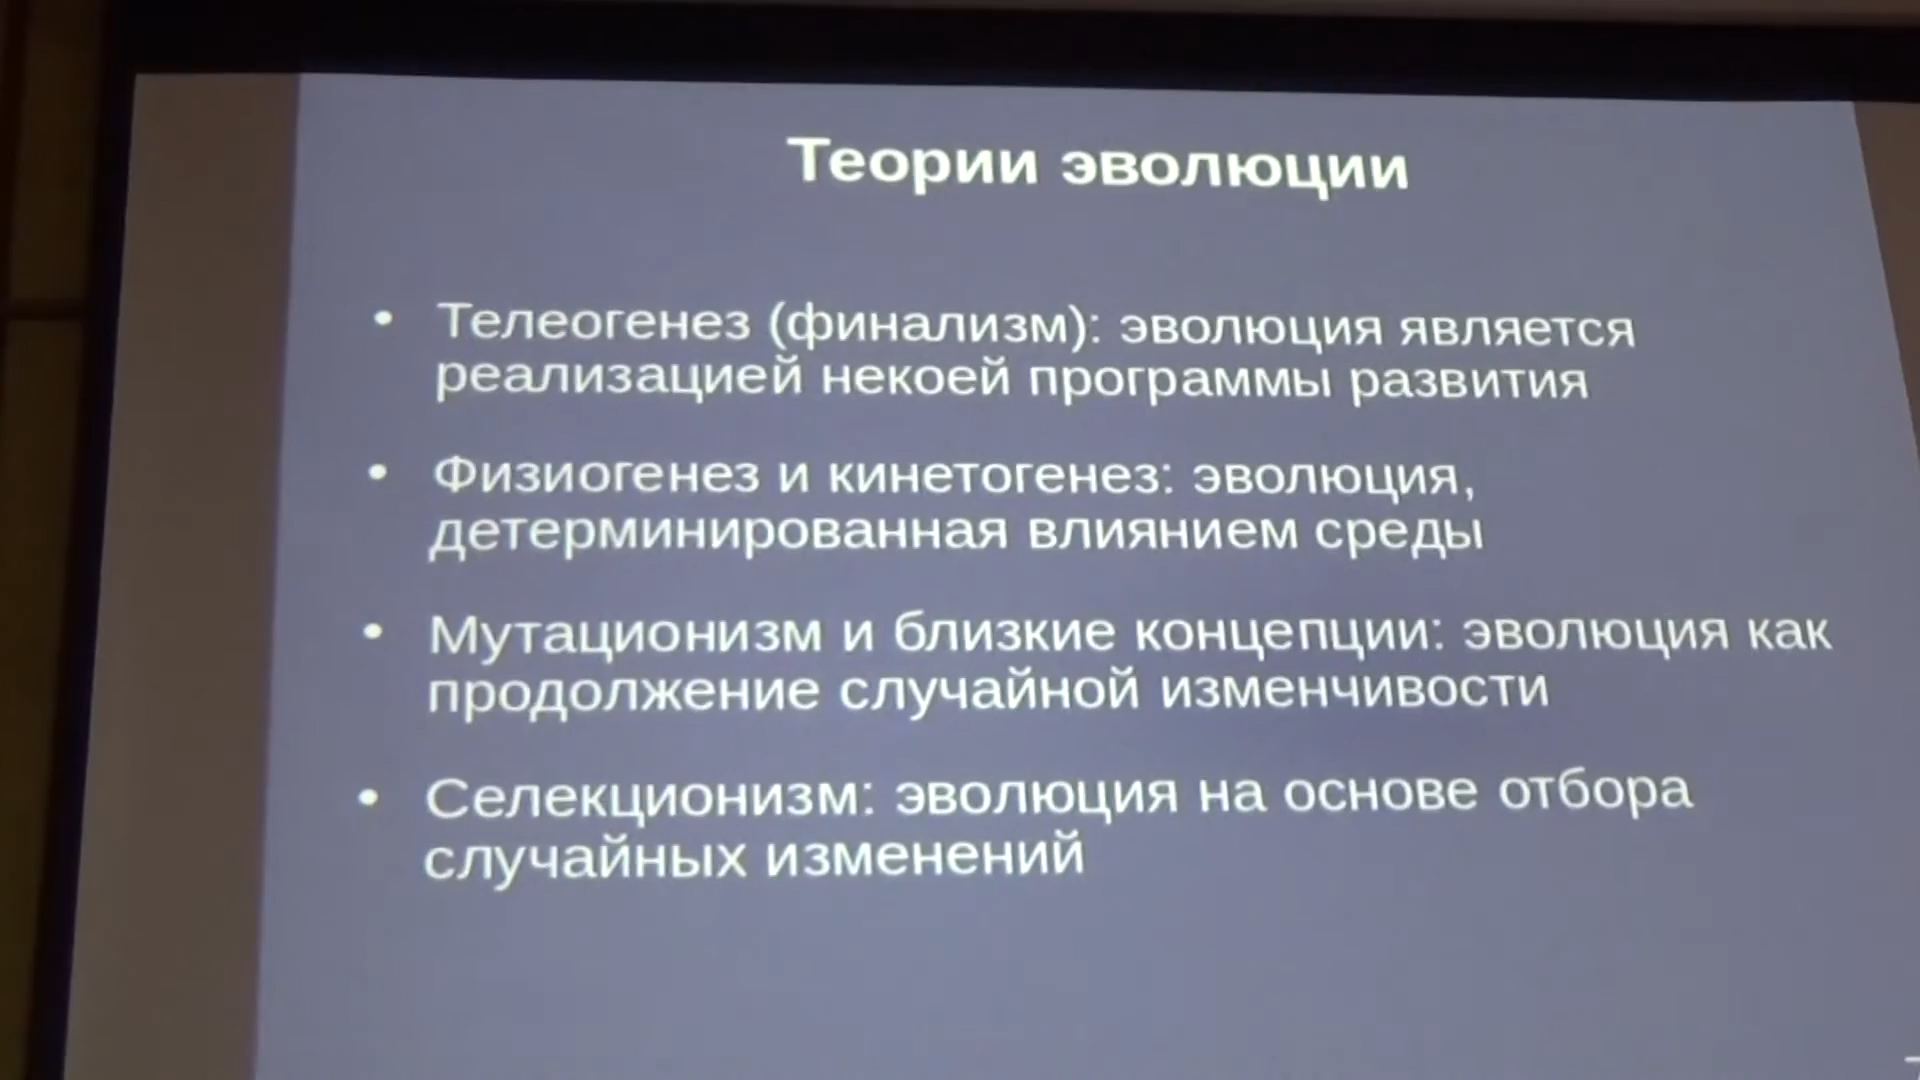 Теории эволюции
• Телеогенез (финализм): эволюция является
реализацией некоей программы развития
• Физиогенез и кинетогенез: эволюция,
детерминированная влиянием среды
• Мутационизм и близкие концепции: эволюция как
продолжение случайной изменчивости
• Селекционизм: эволюция на основе отбора
случайных изменений